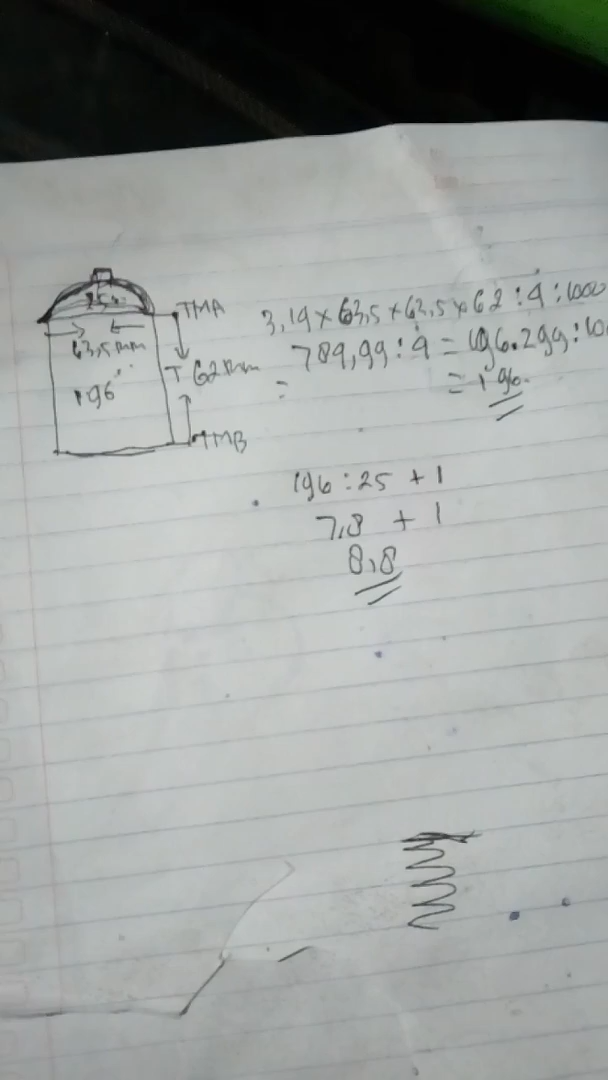 TMA
3,14 x 63,5 x 63,5 x 62 : 4 : 1000
63,5 mm
789,99 : 4 = 196.299 : 10
T 62 mm
=
= 196.
196
TMB
196 : 25 + 1
7,8 + 1
8,8